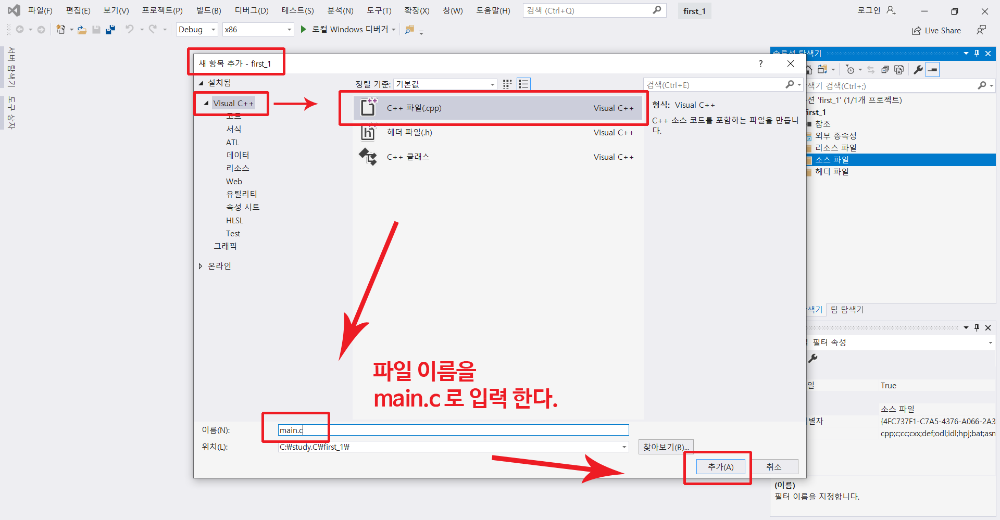 파일(F) 편집(E) 보기(V) 프로젝트(P) 빌드(B) 디버그(D) 테스트(S) 분석(N) 도구(T) 확장(X) 창(W) 도움말(H) 검색 (Ctrl+Q) first_1 로그인
Debug x86 로컬 Windows 디버거 Live Share
서버 탐색기
도구 상자
새 항목 추가 - first_1 ?
설치됨
Visual C++
코드
서식
ATL
데이터
리소스
Web
유틸리티
속성 시트
HLSL
Test
그래픽
온라인
정렬 기준: 기본값
검색(Ctrl+E)
C++ 파일(.cpp) Visual C++
헤더 파일(.h) Visual C++
C++ 클래스 Visual C++
형식: Visual C++
C++ 소스 코드를 포함하는 파일을 만듭니
다.
파일 이름을
main.c 로 입력 한다.
이름(N): main.c
위치(L): C:₩study.C₩first_1₩ 찾아보기(B)...
추가(A) 취소
솔루션 탐색기
색기 검색(Ctrl+;)
션 'first_1' (1/1개 프로젝트)
first_1
참조
외부 종속성
리소스 파일
소스 파일
헤더 파일
색기 팀 탐색기
필터 속성
일 True
소스 파일
별자 {4FC737F1-C7A5-4376-A066-2A3
cpp;c;cc;cxx;def;odl;idl;hpj;bat;asn
(이름)
필터 이름을 지정합니다.